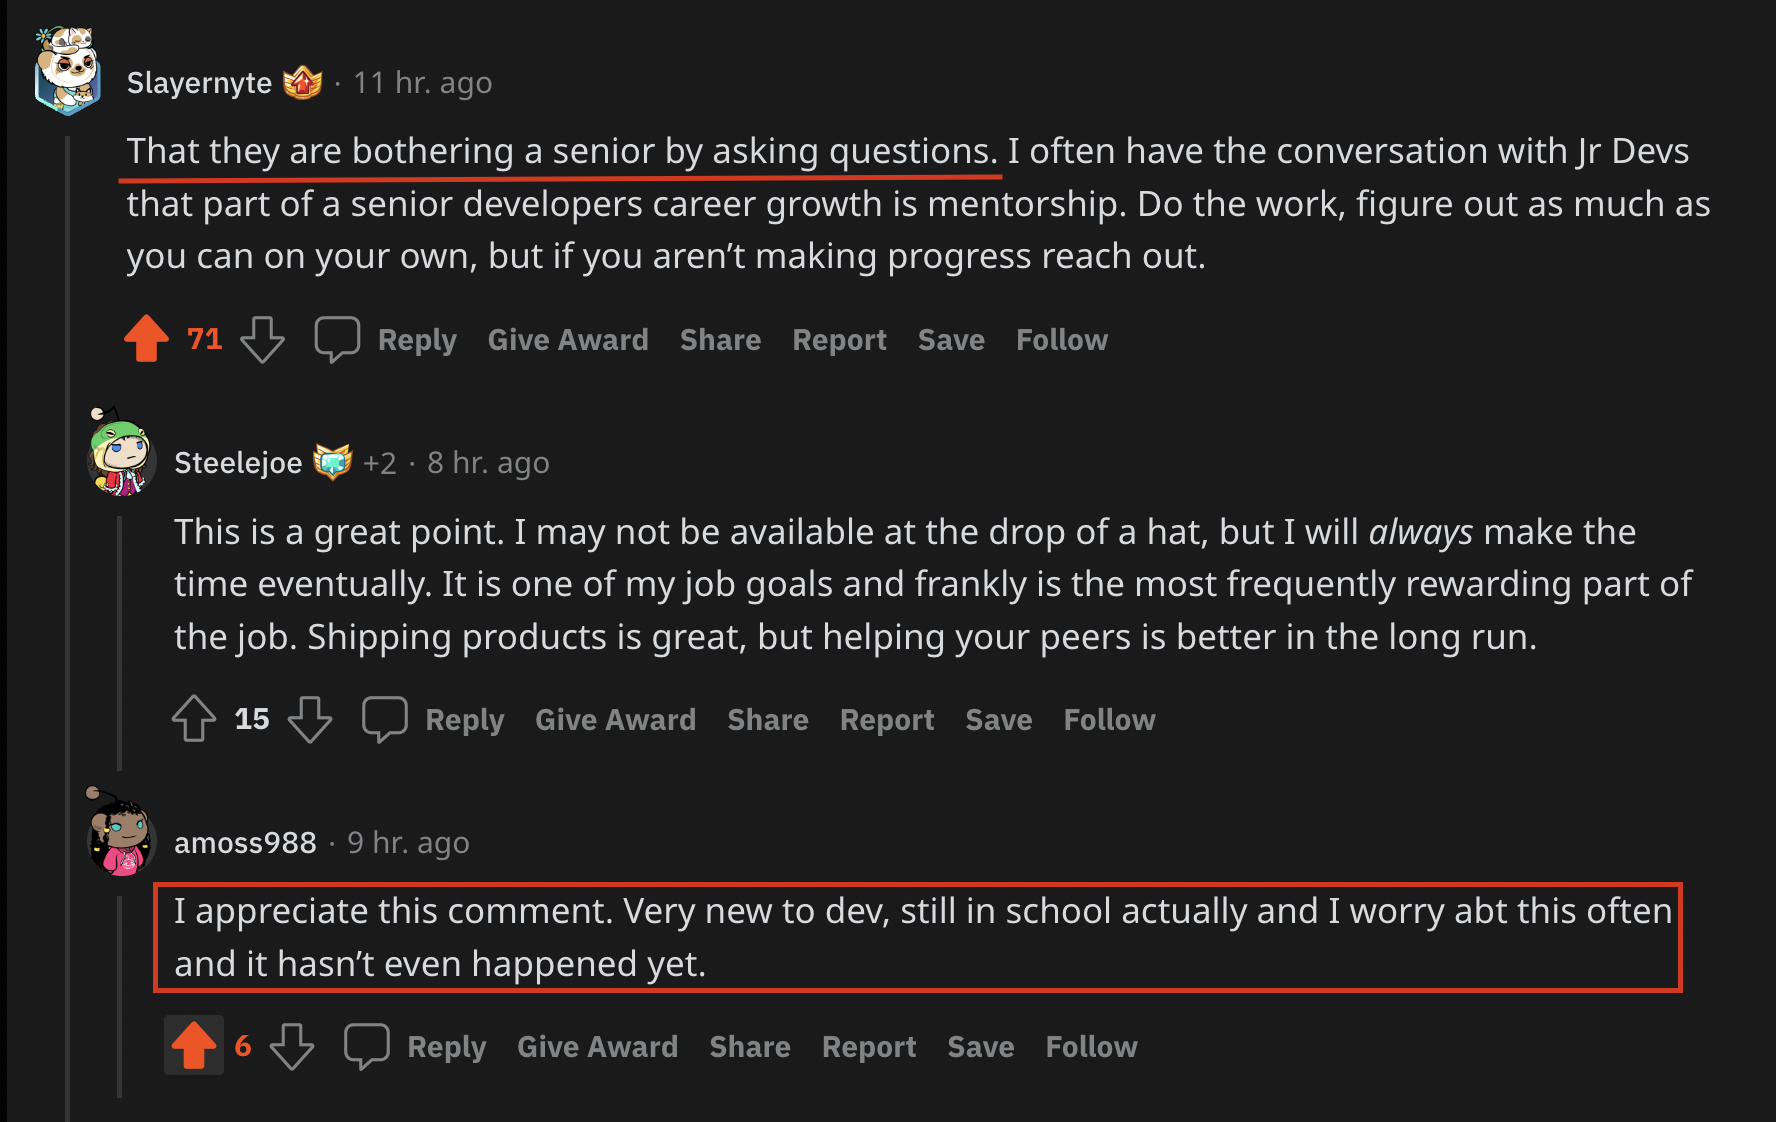 Slayernyte · 11 hr. ago
That they are bothering a senior by asking questions. I often have the conversation with Jr Devs
that part of a senior developers career growth is mentorship. Do the work, figure out as much as
you can on your own, but if you aren’t making progress reach out.
71 Reply Give Award Share Report Save Follow
Steelejoe +2 · 8 hr. ago
This is a great point. I may not be available at the drop of a hat, but I will always make the
time eventually. It is one of my job goals and frankly is the most frequently rewarding part of
the job. Shipping products is great, but helping your peers is better in the long run.
15 Reply Give Award Share Report Save Follow
amoss988 · 9 hr. ago
I appreciate this comment. Very new to dev, still in school actually and I worry abt this often
and it hasn’t even happened yet.
6 Reply Give Award Share Report Save Follow